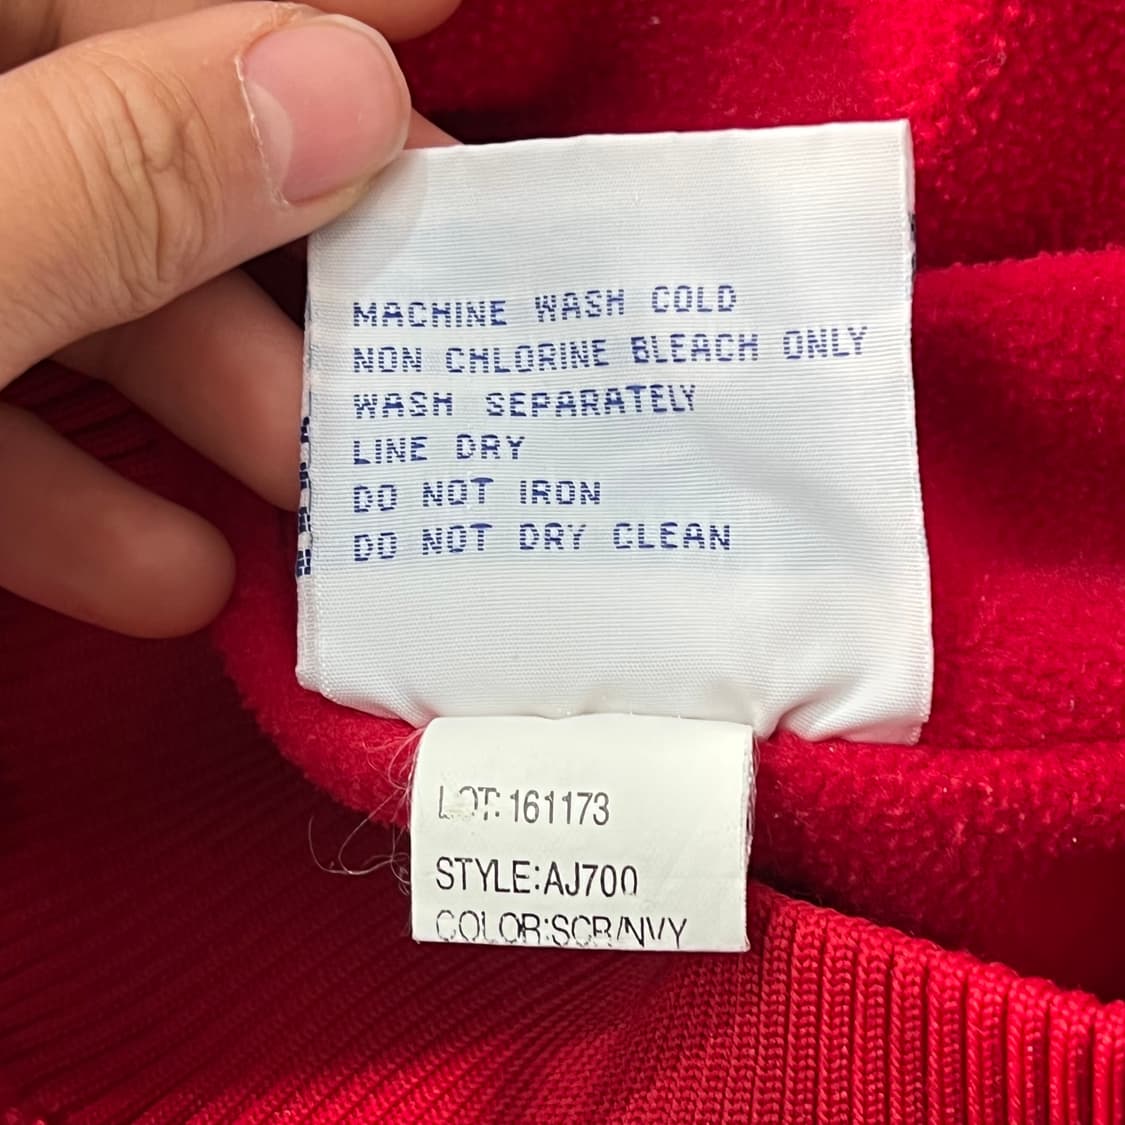 MACHINE WASH COLD
NON CHLORINE BLEACH ONLY
WASH SEPARATELY
LINE DRY
DO NOT IRON
DO NOT DRY CLEAN
LOT: 161173
STYLE:AJ700
COLOR:SCR/NVY